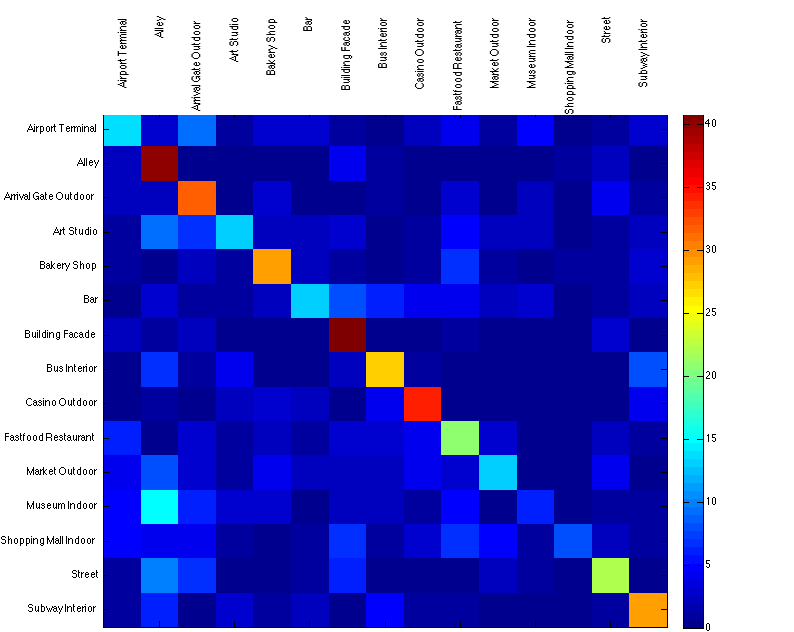 Airport Terminal
Alley
Arrival Gate Outdoor
Art Studio
Bakery Shop
Bar
Building Facade
Bus Interior
Casino Outdoor
Fastfood Restaurant
Market Outdoor
Museum Indoor
Shopping Mall Indoor
Street
Subway Interior
Airport Terminal
Alley
Arrival Gate Outdoor
Art Studio
Bakery Shop
Bar
Building Facade
Bus Interior
Casino Outdoor
Fastfood Restaurant
Market Outdoor
Museum Indoor
Shopping Mall Indoor
Street
Subway Interior
40
35
30
25
20
15
10
5
0